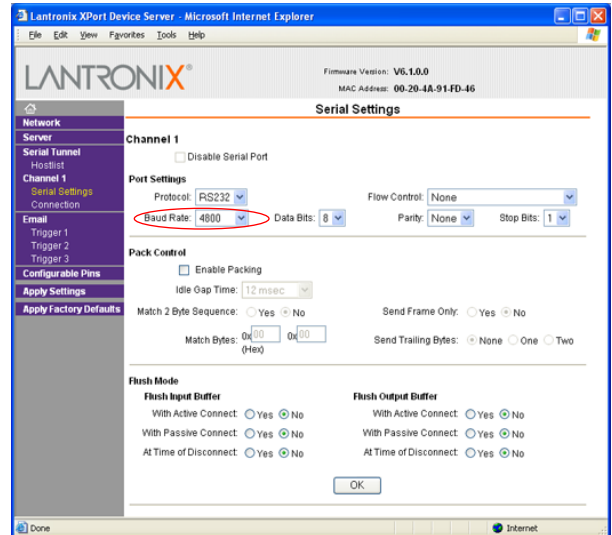 Lantronix XPort Device Server - Microsoft Internet Explorer
File Edit View Favorites Tools Help
LANTRONIX®
Firmware Version: V6.1.0.0
MAC Address: 00-20-4A-91-FD-46
Serial Settings
Network
Server
Serial Tunnel
Hostlist
Channel 1
Serial Settings
Connection
Email
Trigger 1
Trigger 2
Trigger 3
Configurable Pins
Apply Settings
Apply Factory Defaults
Channel 1
Disable Serial Port
Port Settings
Protocol: RS232 Flow Control: None
Baud Rate: 4800 Data Bits: 8 Parity: None Stop Bits: 1
Pack Control
Enable Packing
Idle Gap Time: 12 msec
Match 2 Byte Sequence: Yes No Send Frame Only: Yes No
Match Bytes: 0x 00 0x 00 Send Trailing Bytes: None One Two
(Hex)
Flush Mode
Flush Input Buffer Flush Output Buffer
With Active Connect: Yes No With Active Connect: Yes No
With Passive Connect: Yes No With Passive Connect: Yes No
At Time of Disconnect: Yes No At Time of Disconnect: Yes No
OK
Done Internet